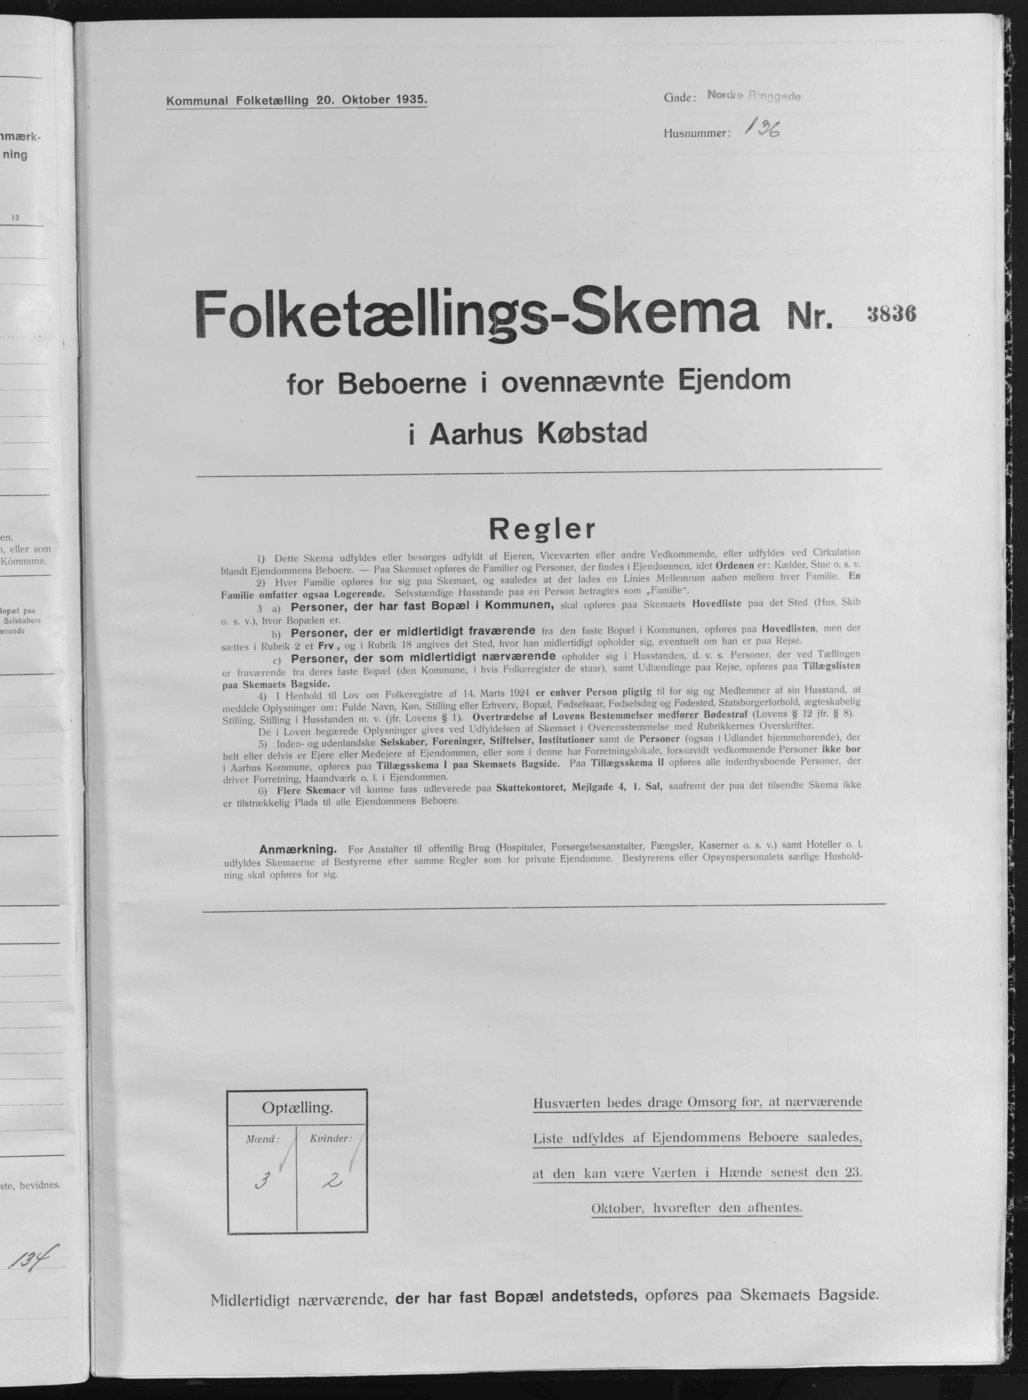 nmærk-
ning
12
en.
, eller som
Kommune.
Bopæl paa
Selskabers
ærende
ste, bevidnes.
134
Kommunal Folketælling 20. Oktober 1935.
Gade: Nordre Ringgade
Husnummer: 136
Folketællings-Skema Nr. 3836
for Beboerne i ovennævnte Ejendom
i Aarhus Købstad
Regler
1) Dette Skema udfyldes eller besørges udfyldt af Ejeren, Viceværten eller andre Vedkommende, eller udfyldes ved Cirkulation
blandt Ejendommens Beboere. — Paa Skemaet opføres de Familier og Personer, der findes i Ejendommen, idet Ordenen er: Kælder, Stue o. s. v.
2) Hver Familie opføres for sig paa Skemaet, og saaledes at der lades en Linies Mellemrum aaben mellem hver Familie. En
Familie omfatter ogsaa Logerende. Selvstændige Husstande paa en Person betragtes som „Familie“.
3 a) Personer, der har fast Bopæl i Kommunen, skal opføres paa Skemaets Hovedliste paa det Sted (Hus, Skib
o. s. v.), hvor Bopælen er.
b) Personer, der er midlertidigt fraværende fra den faste Bopæl i Kommunen, opføres paa Hovedlisten, men der
sættes i Rubrik 2 et Frv, og i Rubrik 18 angives det Sted, hvor han midlertidigt opholder sig, eventuelt om han er paa Rejse.
c) Personer, der som midlertidigt nærværende opholder sig i Husstanden, d. v. s. Personer, der ved Tællingen
er fraværende fra deres faste Bopæl (den Kommune, i hvis Folkeregister de staar), samt Udlændinge paa Rejse, opføres paa Tillægslisten
paa Skemaets Bagside.
4) I Henhold til Lov om Folkeregistre af 14. Marts 1924 er enhver Person pligtig til for sig og Medlemmer af sin Husstand, at
meddele Oplysninger om: Fulde Navn, Køn, Stilling eller Erhverv, Bopæl, Fødselsaar, Fødselsdag og Fødested, Statsborgerforhold, ægteskabelig
Stilling, Stilling i Husstanden m. v. (jfr. Lovens § 1). Overtrædelse af Lovens Bestemmelser medfører Bødestraf (Lovens § 12 jfr. § 8).
De i Loven begærede Oplysninger gives ved Udfyldelsen af Skemaet i Overensstemmelse med Rubrikkernes Overskrifter.
5) Inden- og udenlandske Selskaber, Foreninger, Stiftelser, Institutioner samt de Personer (ogsaa i Udlandet hjemmehørende), der
helt eller delvis er Ejere eller Medejere af Ejendommen, eller som i denne har Forretningslokale, forsaavidt vedkommende Personer ikke bor
i Aarhus Kommune, opføres paa Tillægsskema I paa Skemaets Bagside. Paa Tillægsskema II opføres alle indenbysboende Personer, der
driver Forretning, Haandværk o. l. i Ejendommen.
6) Flere Skemaer vil kunne faas udleverede paa Skattekontoret, Mejlgade 4, 1. Sal, saafremt der paa det tilsendte Skema ikke
er tilstrækkelig Plads til alle Ejendommens Beboere.
Anmærkning. For Anstalter til offentlig Brug (Hospitaler, Forsørgelsesanstalter, Fængsler, Kaserner o. s. v.) samt Hoteller o. l.
udfyldes Skemaerne af Bestyrerne efter samme Regler som for private Ejendomme. Bestyrerens eller Opsynspersonalets særlige Hushold-
ning skal opføres for sig.
Optælling.
Mænd: Kvinder:
3 2
Husværten bedes drage Omsorg for, at nærværende
Liste udfyldes af Ejendommens Beboere saaledes,
at den kan være Værten i Hænde senest den 23.
Oktober, hvorefter den afhentes.
Midlertidigt nærværende, der har fast Bopæl andetsteds, opføres paa Skemaets Bagside.